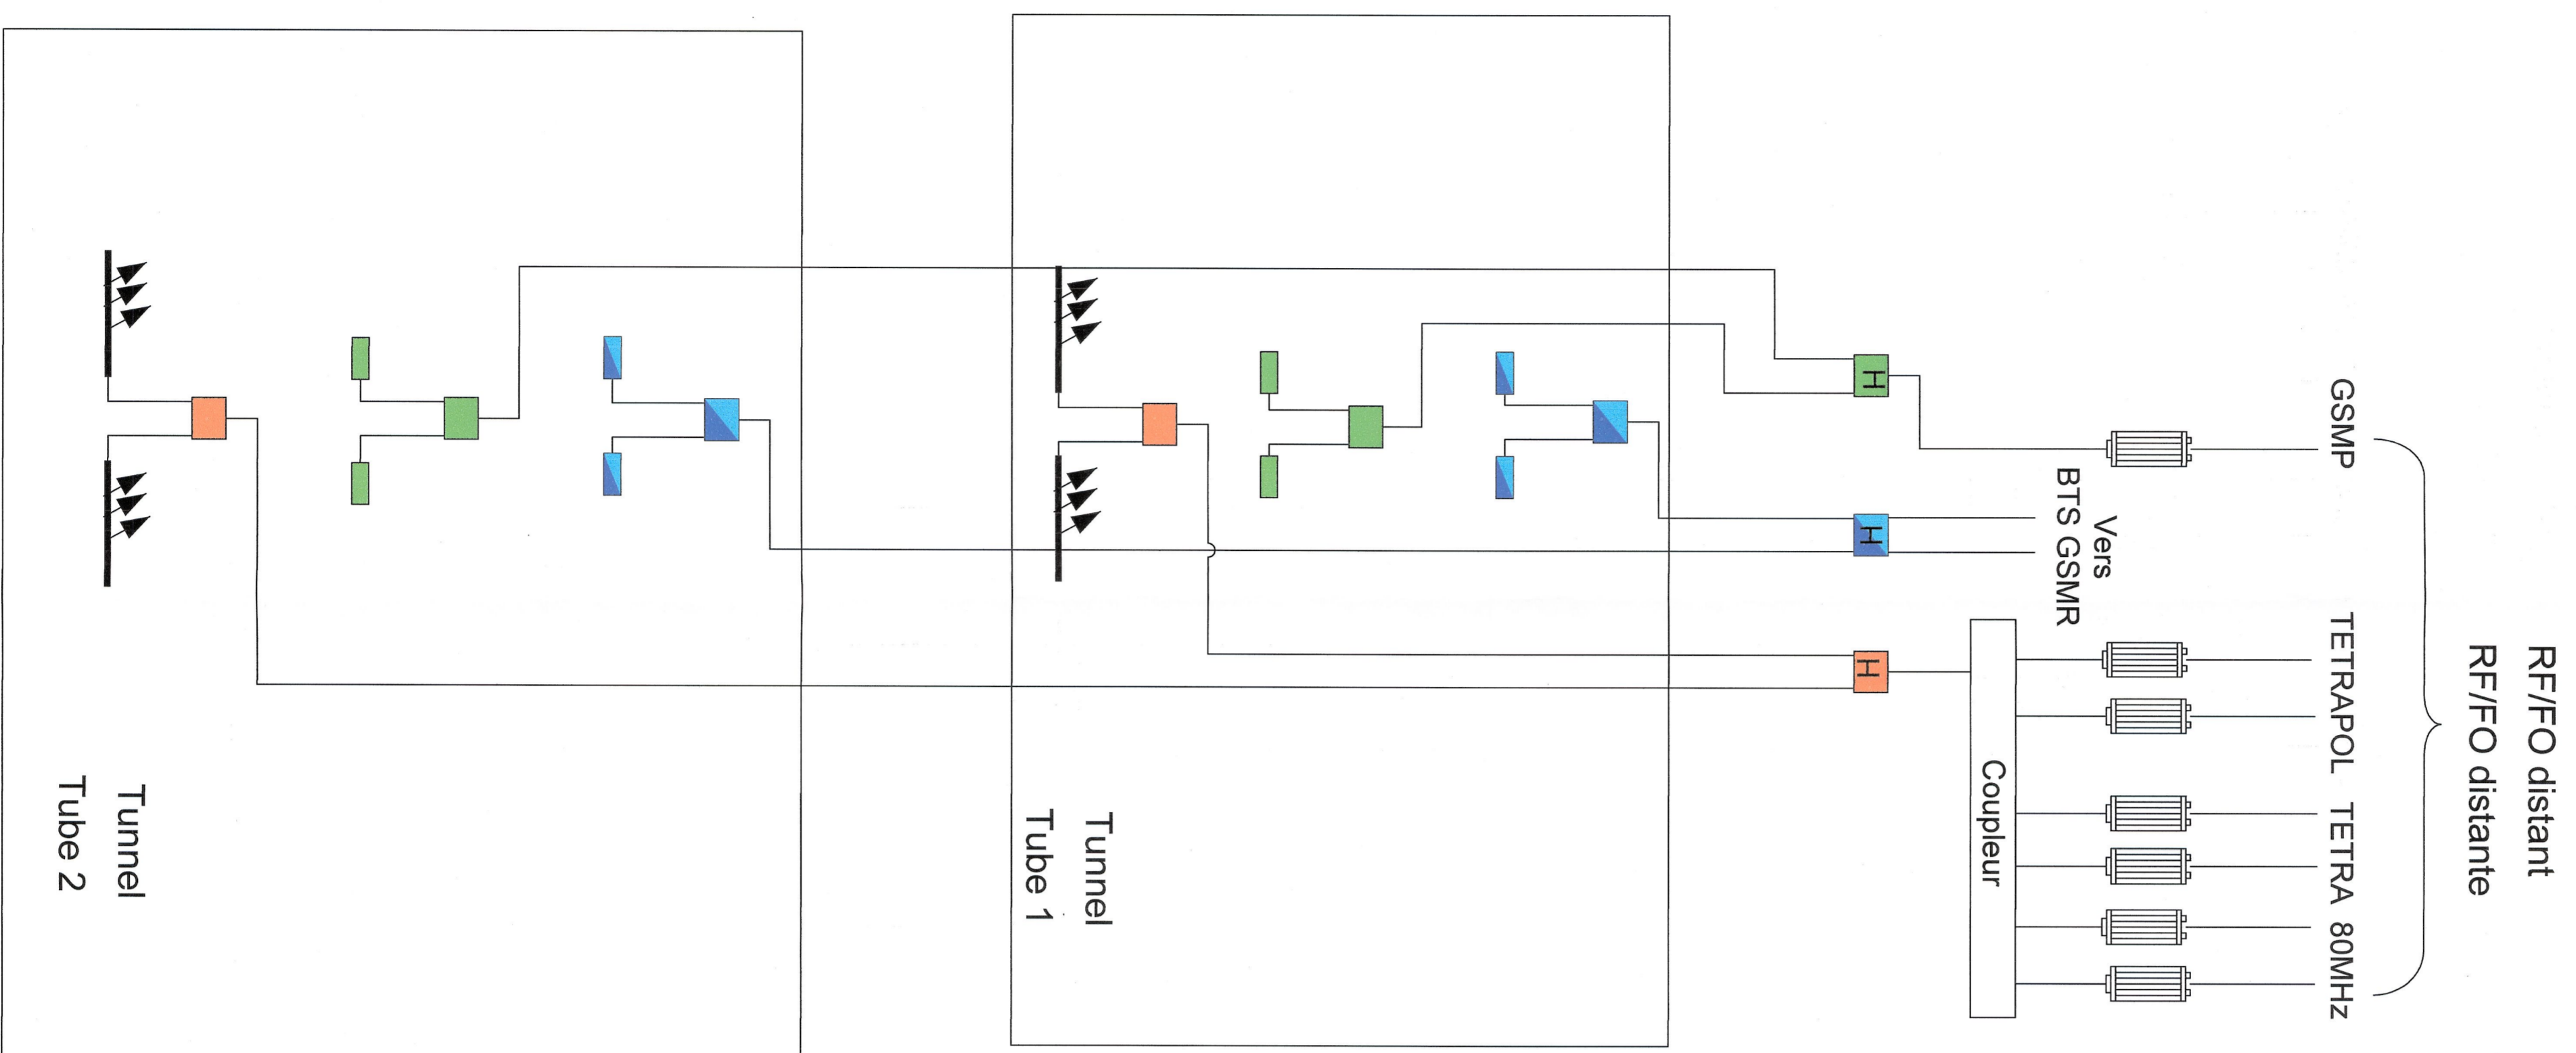 RF/FO distant
RF/FO distante
GSMP
TETRAPOL
TETRA
80MHz
Vers
BTS GSMR
H
H
H
Coupleur
Tunnel
Tube 1
Tunnel
Tube 2